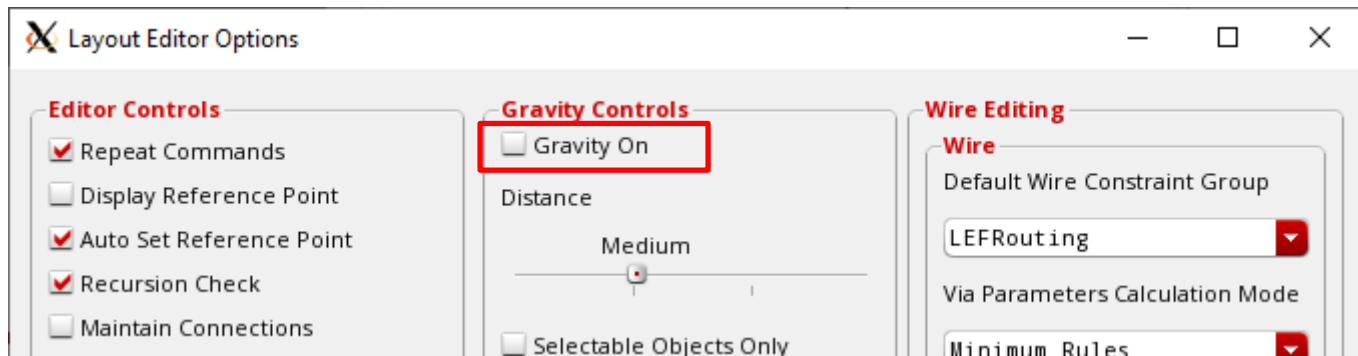 Layout Editor Options
Editor Controls
Repeat Commands
Display Reference Point
Auto Set Reference Point
Recursion Check
Maintain Connections
Gravity Controls
Gravity On
Distance
Medium
Selectable Objects Only
Wire Editing
Wire
Default Wire Constraint Group
LEFRouting
Via Parameters Calculation Mode
Minimum Rules